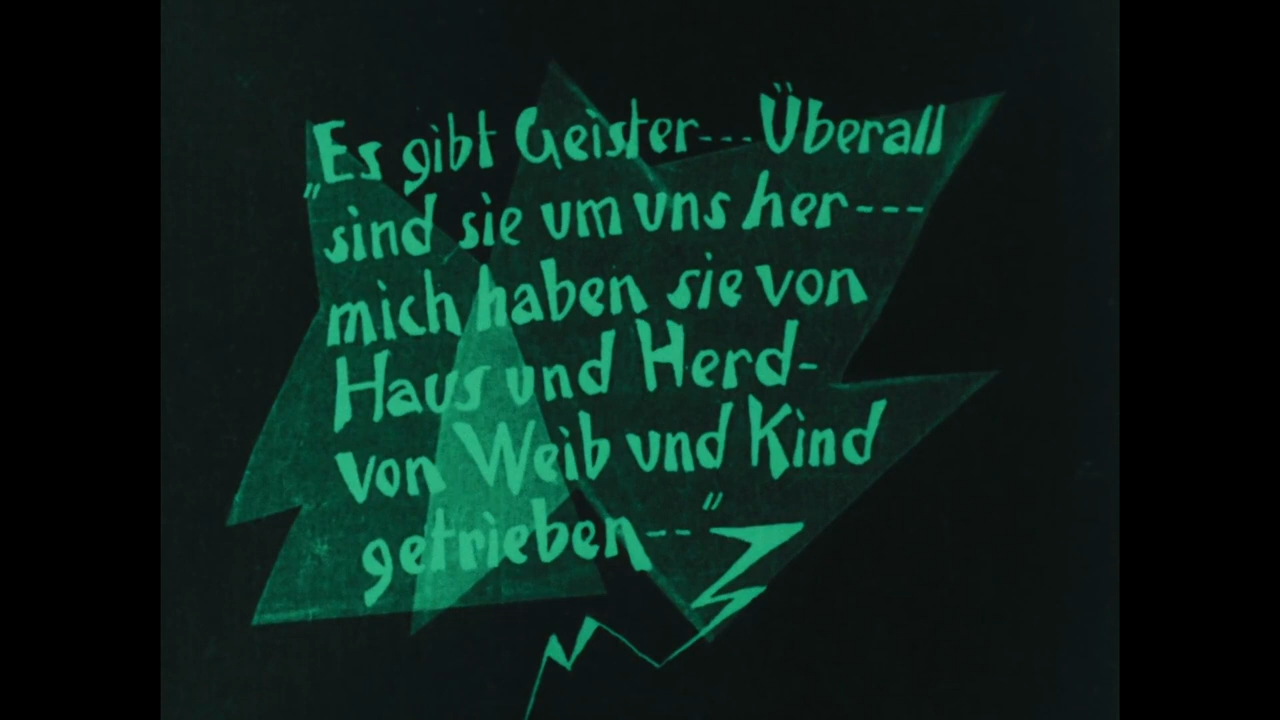 „Es gibt Geister---Überall
sind sie um uns her---
mich haben sie von
Haus und Herd-
von Weib und Kind
getrieben---"